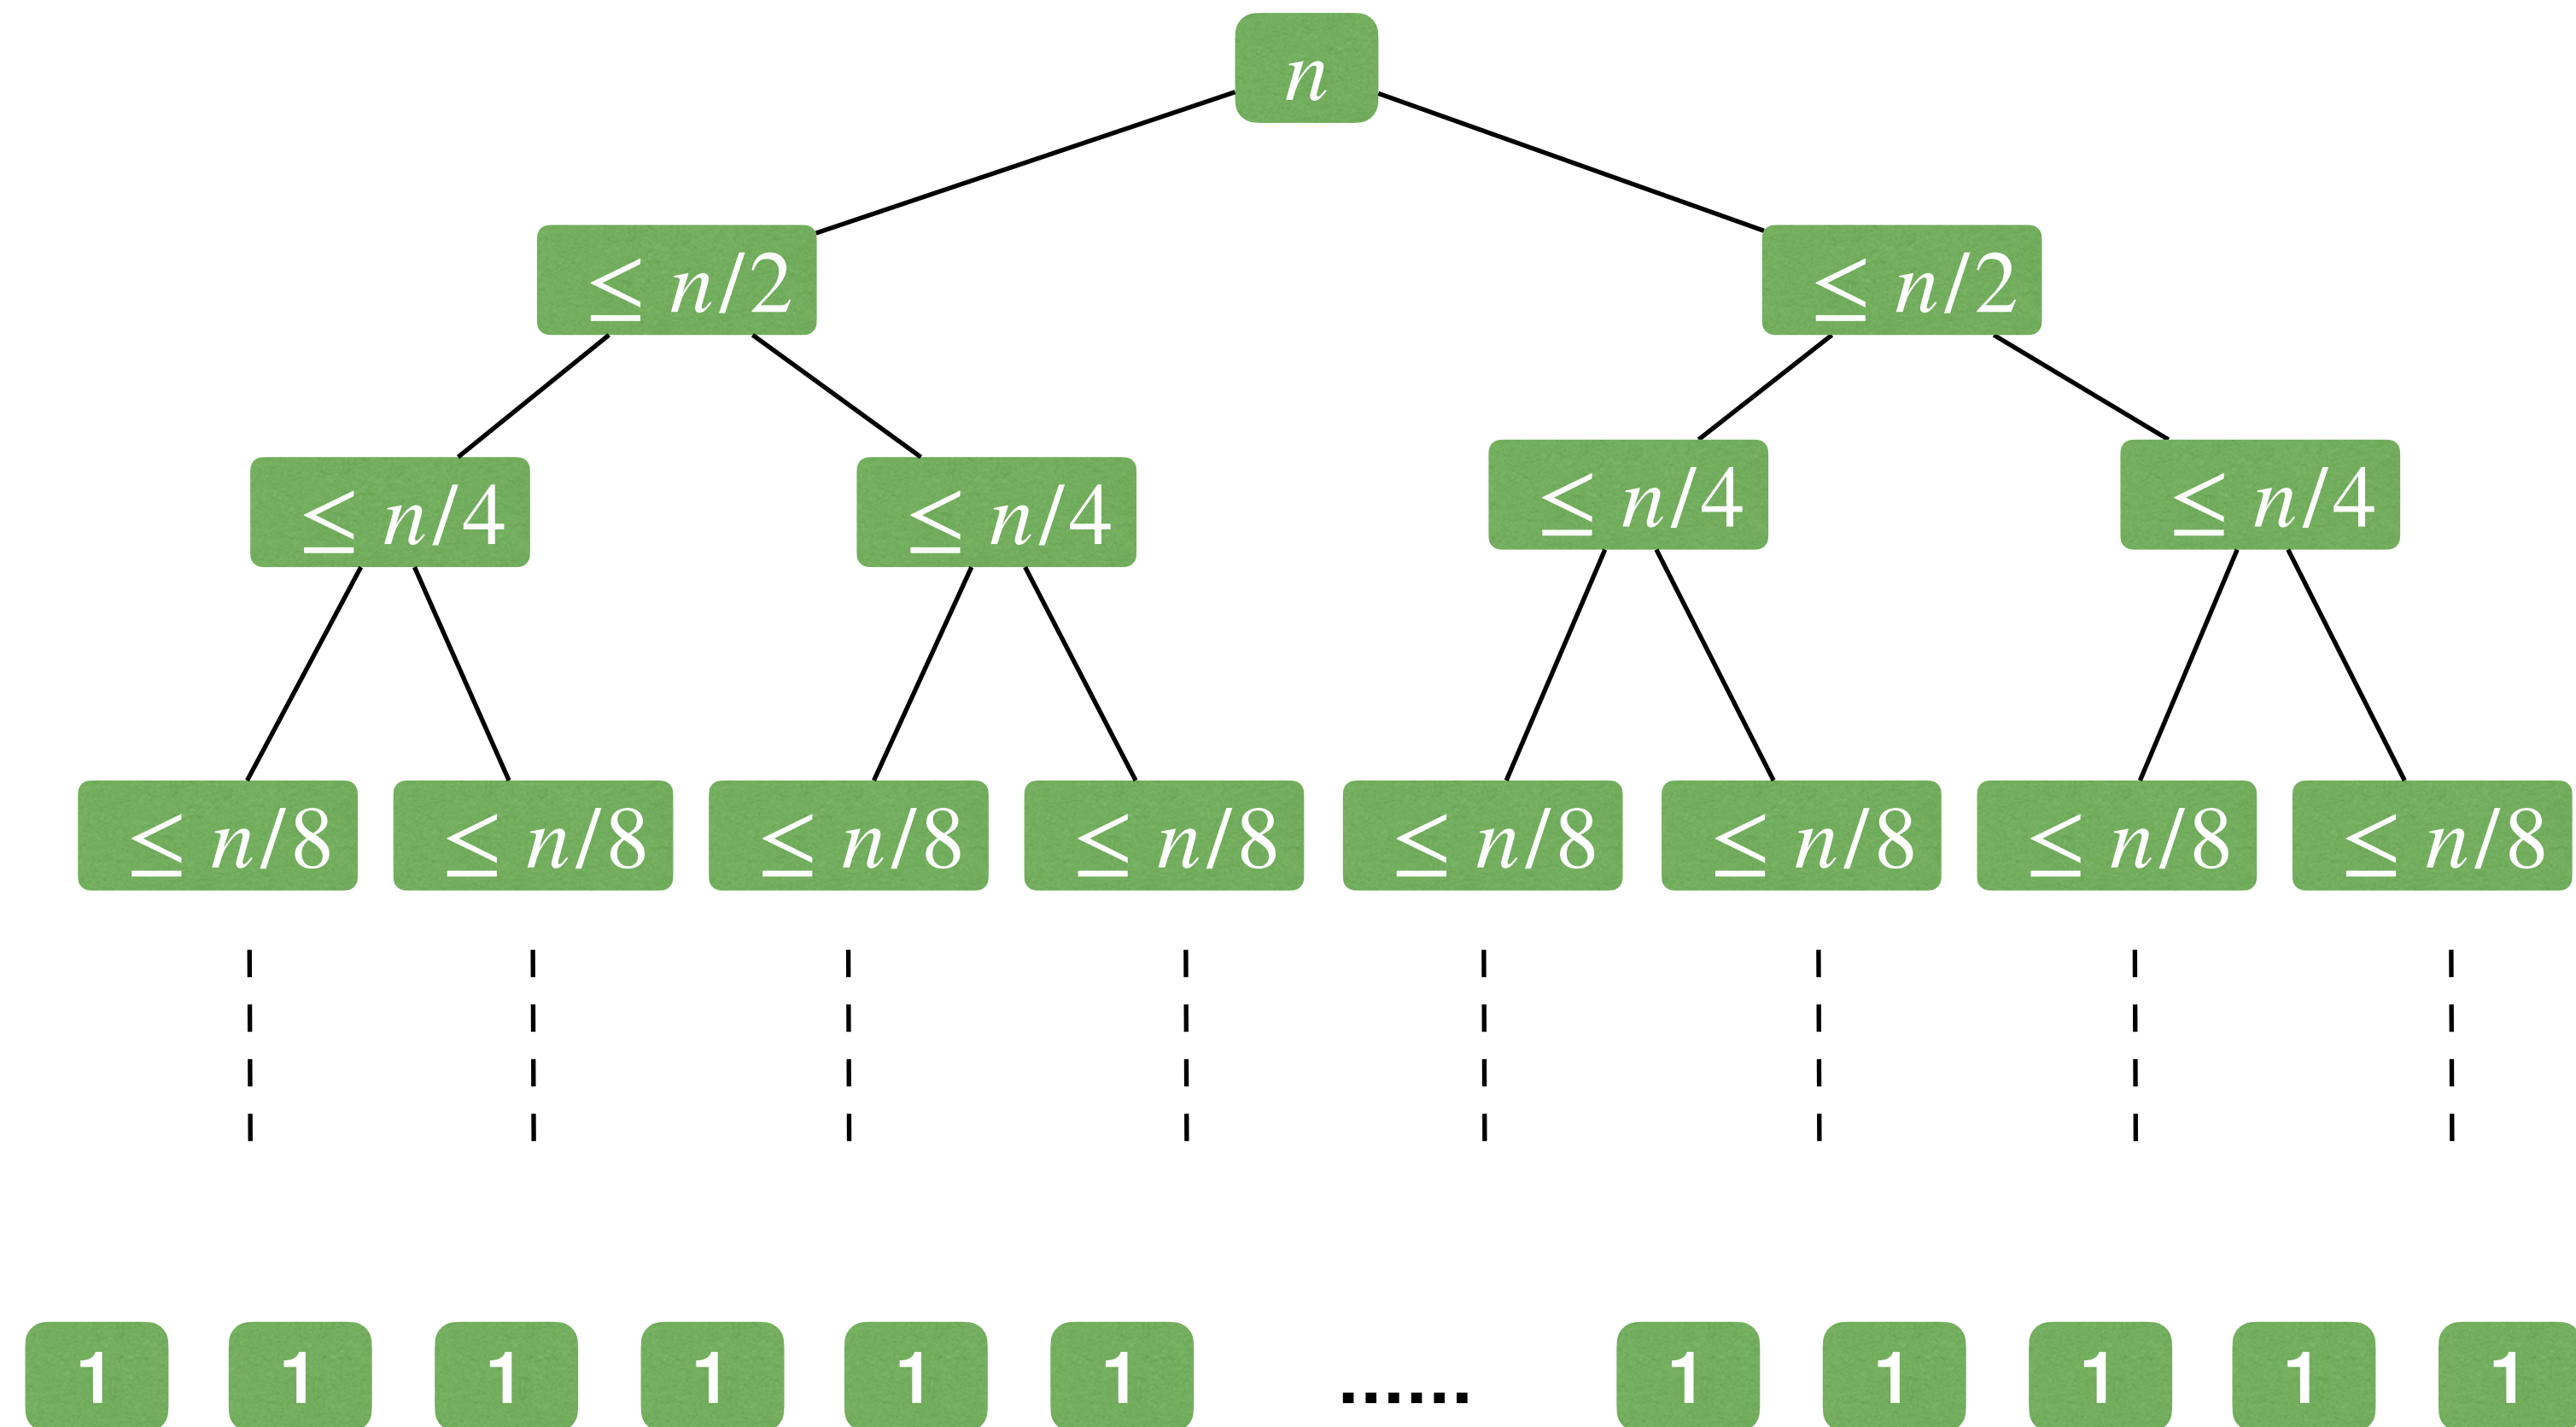 n
≤ n/2 ≤ n/2
≤ n/4 ≤ n/4 ≤ n/4 ≤ n/4
≤ n/8 ≤ n/8 ≤ n/8 ≤ n/8 ≤ n/8 ≤ n/8 ≤ n/8 ≤ n/8
1 1 1 1 1 1 ...... 1 1 1 1 1